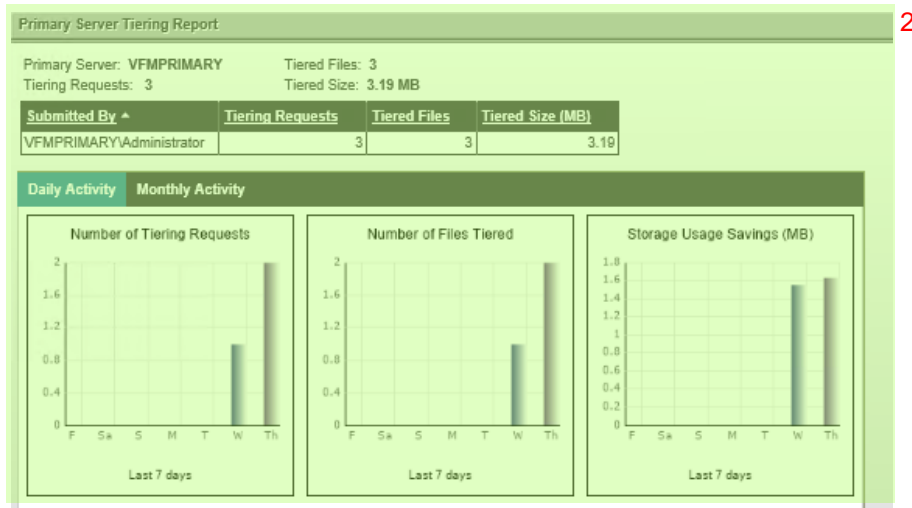 Primary Server Tiering Report
2
Primary Server: VFMPRIMARY Tiered Files: 3
Tiering Requests: 3 Tiered Size: 3.19 MB
Submitted By Tiering Requests Tiered Files Tiered Size (MB)
VFMPRIMARY\Administrator 3 3 3.19
Daily Activity Monthly Activity
Number of Tiering Requests
2
1.6
1.2
0.8
0.4
0
F Sa S M T W Th
Last 7 days
Number of Files Tiered
2
1.6
1.2
0.8
0.4
0
F Sa S M T W Th
Last 7 days
Storage Usage Savings (MB)
1.8
1.6
1.4
1.2
1
0.8
0.6
0.4
0.2
0
F Sa S M T W Th
Last 7 days